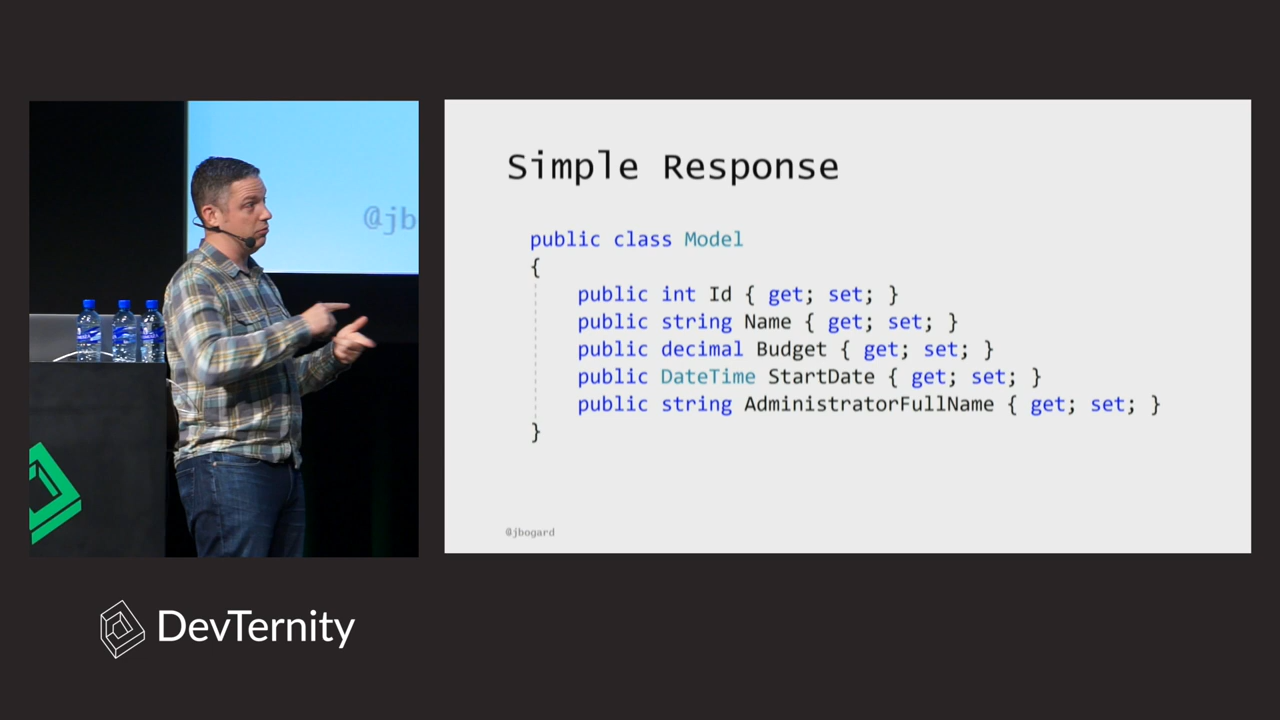 @jb
Simple Response
public class Model
{
public int Id { get; set; }
public string Name { get; set; }
public decimal Budget { get; set; }
public DateTime StartDate { get; set; }
public string AdministratorFullName { get; set; }
}
@jbogard
DevTernity